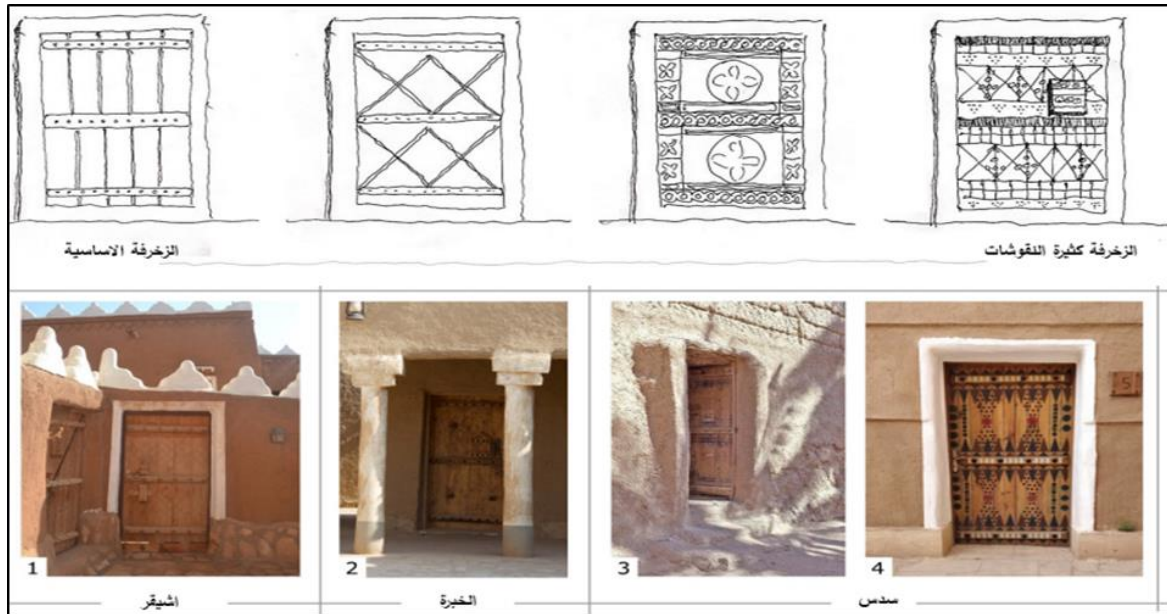 الزخرفة كثيرة النقوشات
الزخرفة الاساسية
1
2
3
4
5
اشيقر
الخبرة
سدس